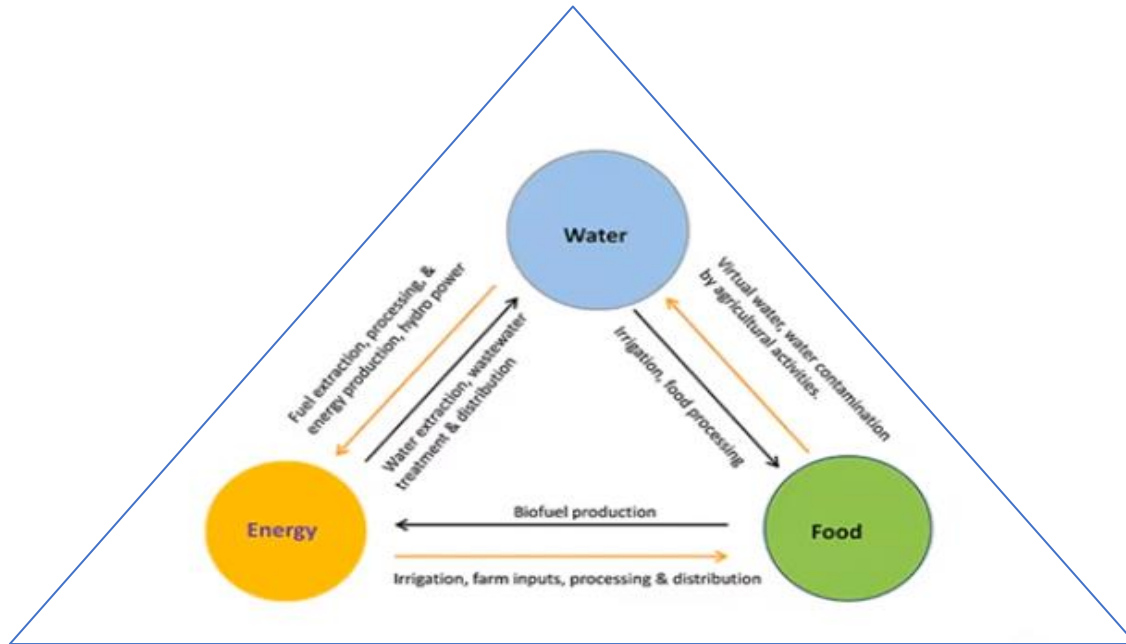 Water
Fuel extraction, processing, &
energy production, hydro power
Water extraction, wastewater
treatment & distribution
Irrigation, food processing
Virtual water, water contamination
by agricultural activities.
Energy
Biofuel production
Irrigation, farm inputs, processing & distribution
Food